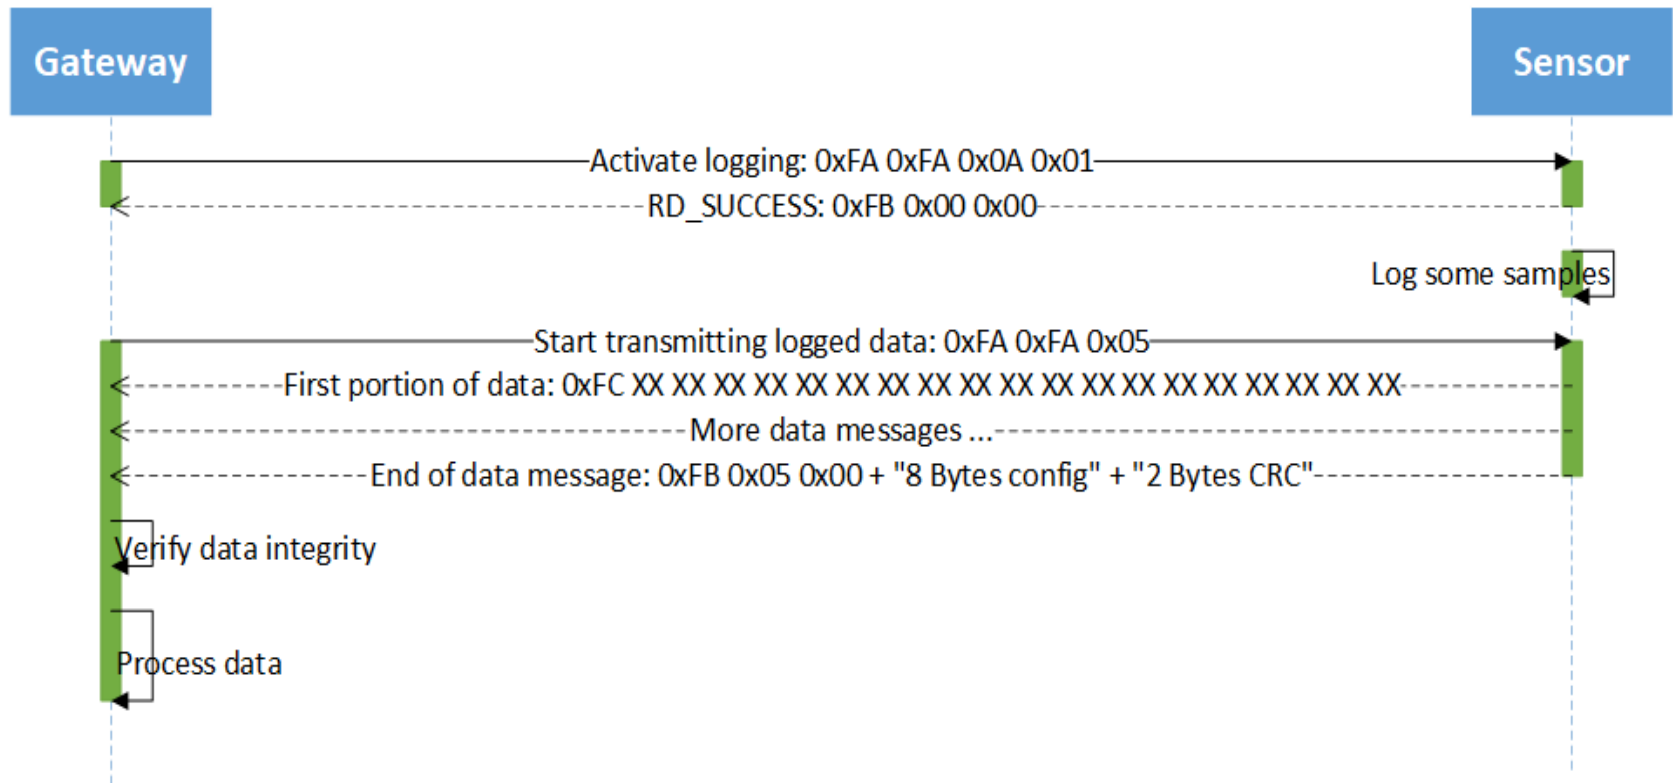 Gateway
Sensor
Activate logging: 0xFA 0xFA 0x0A 0x01
RD_SUCCESS: 0xFB 0x00 0x00
Log some samples
Start transmitting logged data: 0xFA 0xFA 0x05
First portion of data: 0xFC XX XX XX XX XX XX XX XX XX XX XX XX XX XX XX XX XX XX XX
More data messages ...
End of data message: 0xFB 0x05 0x00 + "8 Bytes config" + "2 Bytes CRC"
Verify data integrity
Process data